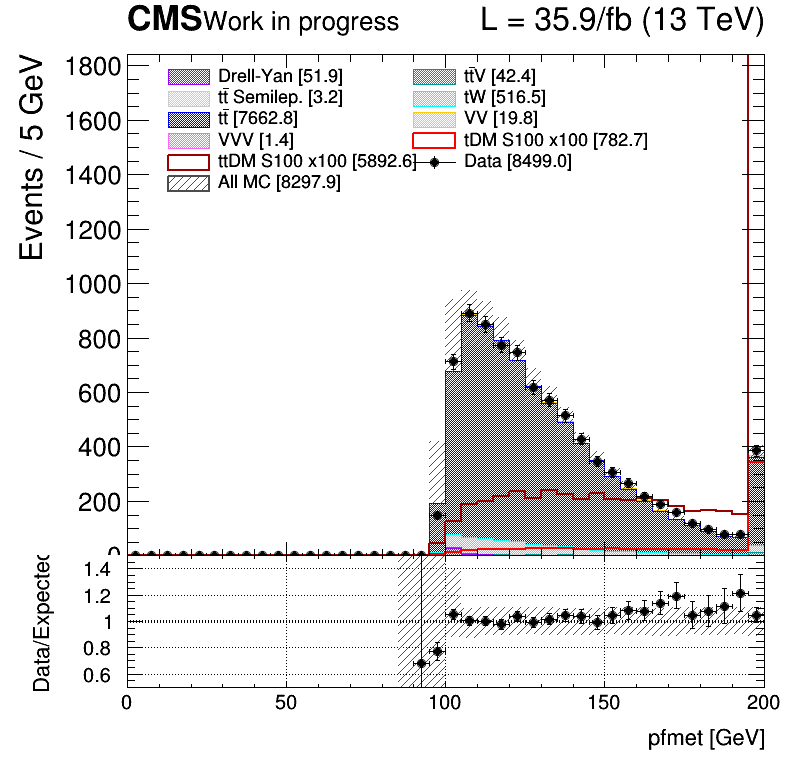 CMS Work in progress L = 35.9/fb (13 TeV)
Events / 5 GeV
1800
1600
1400
1200
1000
800
600
400
200
0
Drell-Yan [51.9] tt̄V [42.4]
tt̄ Semilep. [3.2] tW [516.5]
tt̄ [7662.8] VV [19.8]
VVV [1.4] tDM S100 x100 [782.7]
ttDM S100 x100 [5892.6] Data [8499.0]
All MC [8297.9]
Data/Expected
1.4
1.2
1
0.8
0.6
0 50 100 150 200
pfmet [GeV]